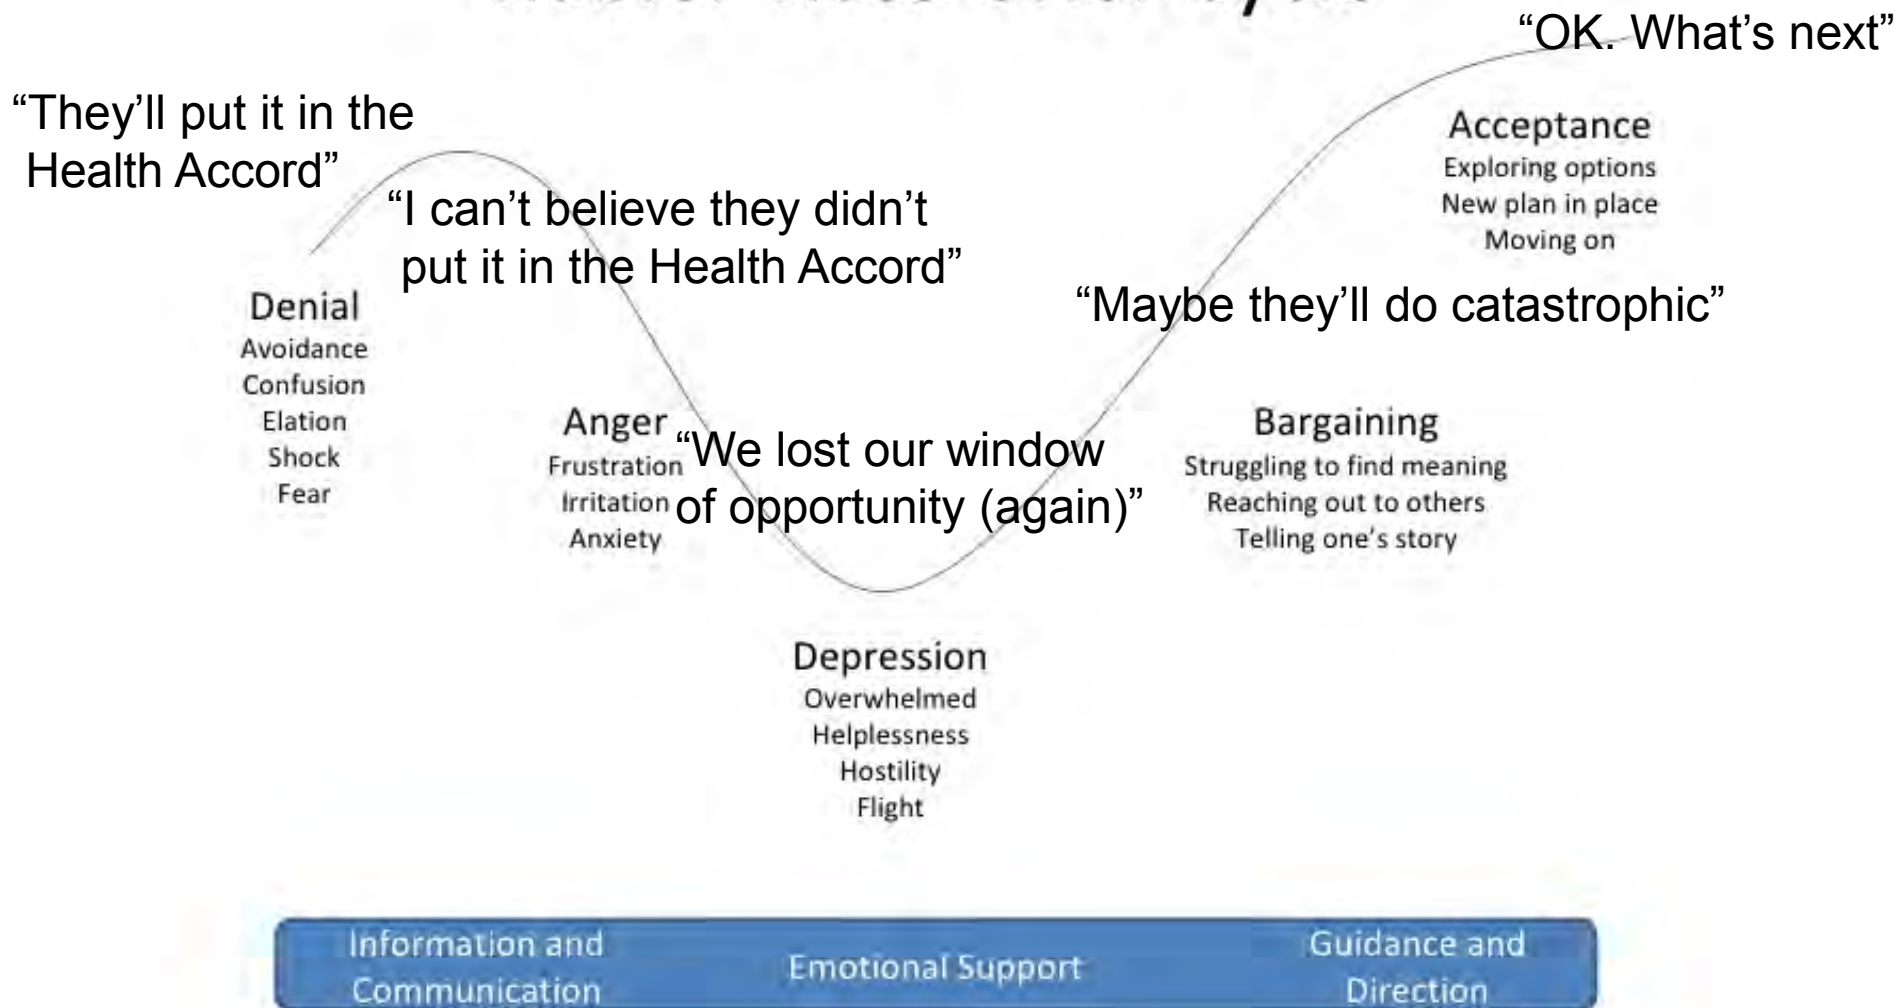 “OK. What’s next”
“They’ll put it in the
Health Accord”
Acceptance
Exploring options
New plan in place
Moving on
“I can’t believe they didn’t
put it in the Health Accord”
Denial
Avoidance
Confusion
Elation
Shock
Fear
“Maybe they’ll do catastrophic”
Anger
Frustration
Irritation
Anxiety
“We lost our window
of opportunity (again)”
Bargaining
Struggling to find meaning
Reaching out to others
Telling one’s story
Depression
Overwhelmed
Helplessness
Hostility
Flight
Information and
Communication
Emotional Support
Guidance and
Direction